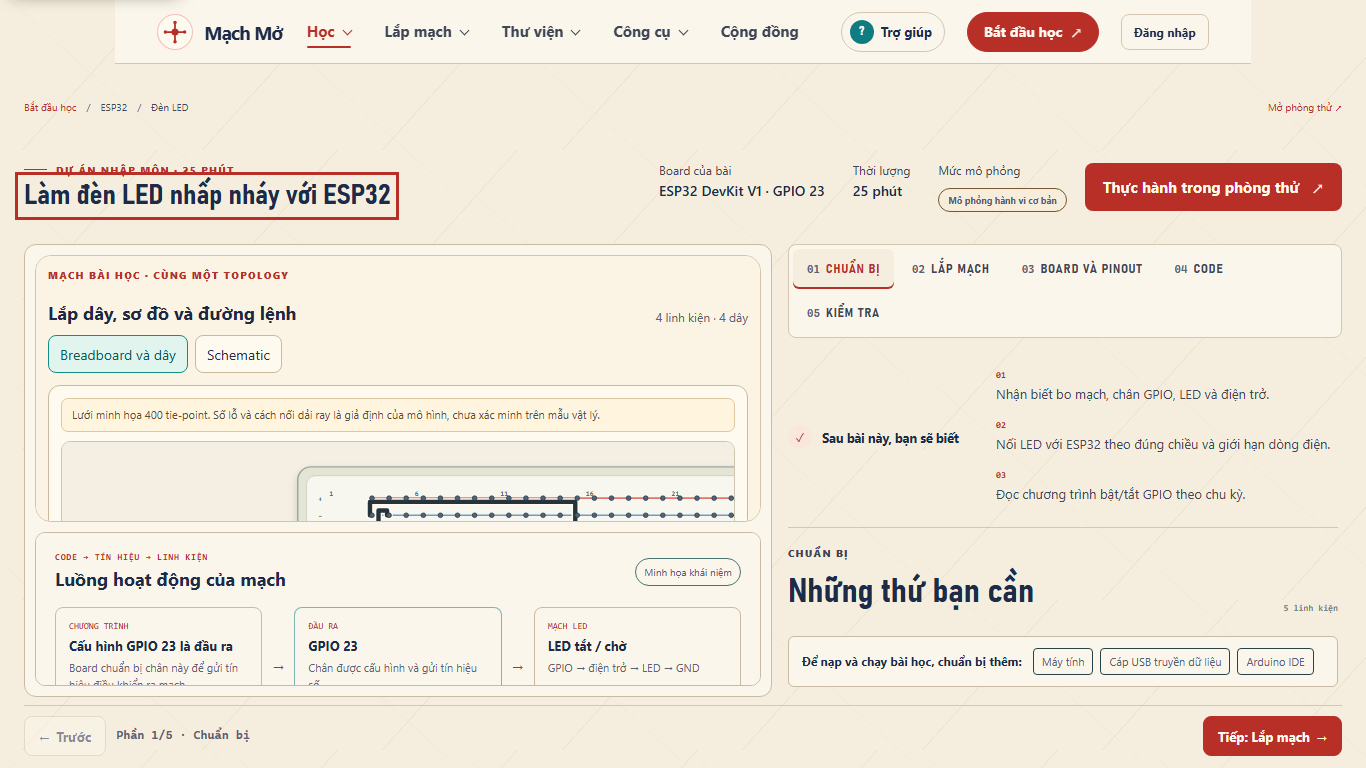 Mạch Mở
Học
Lắp mạch
Thư viện
Công cụ
Cộng đồng
? Trợ giúp
Bắt đầu học ↗
Đăng nhập
Bắt đầu học / ESP32 / Đèn LED
Mở phòng thử ↗
DỰ ÁN NHẬP MÔN · 25 PHÚT
Làm đèn LED nhấp nháy với ESP32
Board của bài
ESP32 DevKit V1 · GPIO 23
Thời lượng
25 phút
Mức mô phỏng
Mô phỏng hành vi cơ bản
Thực hành trong phòng thử ↗
MẠCH BÀI HỌC · CÙNG MỘT TOPOLOGY
Lắp dây, sơ đồ và đường lệnh
4 linh kiện · 4 dây
Breadboard và dây
Schematic
Lưới minh họa 400 tie-point. Số lỗ và cách nối dải ray là giả định của mô hình, chưa xác minh trên mẫu vật lý.
+ 1 6 11 16 21
-
CODE → TÍN HIỆU → LINH KIỆN
Luồng hoạt động của mạch
Minh họa khái niệm
CHƯƠNG TRÌNH
Cấu hình GPIO 23 là đầu ra
Board chuẩn bị chân này để gửi tín
hiệu điều khiển ra mạch
→
ĐẦU RA
GPIO 23
Chân được cấu hình và gửi tín hiệu
số
→
MẠCH LED
LED tắt / chờ
GPIO → điện trở → LED → GND
01 CHUẨN BỊ
02 LẮP MẠCH
03 BOARD VÀ PINOUT
04 CODE
05 KIỂM TRA
✓ Sau bài này, bạn sẽ biết
01
Nhận biết bo mạch, chân GPIO, LED và điện trở.
02
Nối LED với ESP32 theo đúng chiều và giới hạn dòng điện.
03
Đọc chương trình bật/tắt GPIO theo chu kỳ.
CHUẨN BỊ
Những thứ bạn cần
5 linh kiện
Để nạp và chạy bài học, chuẩn bị thêm:
Máy tính
Cáp USB truyền dữ liệu
Arduino IDE
← Trước
Phần 1/5 · Chuẩn bị
Tiếp: Lắp mạch →